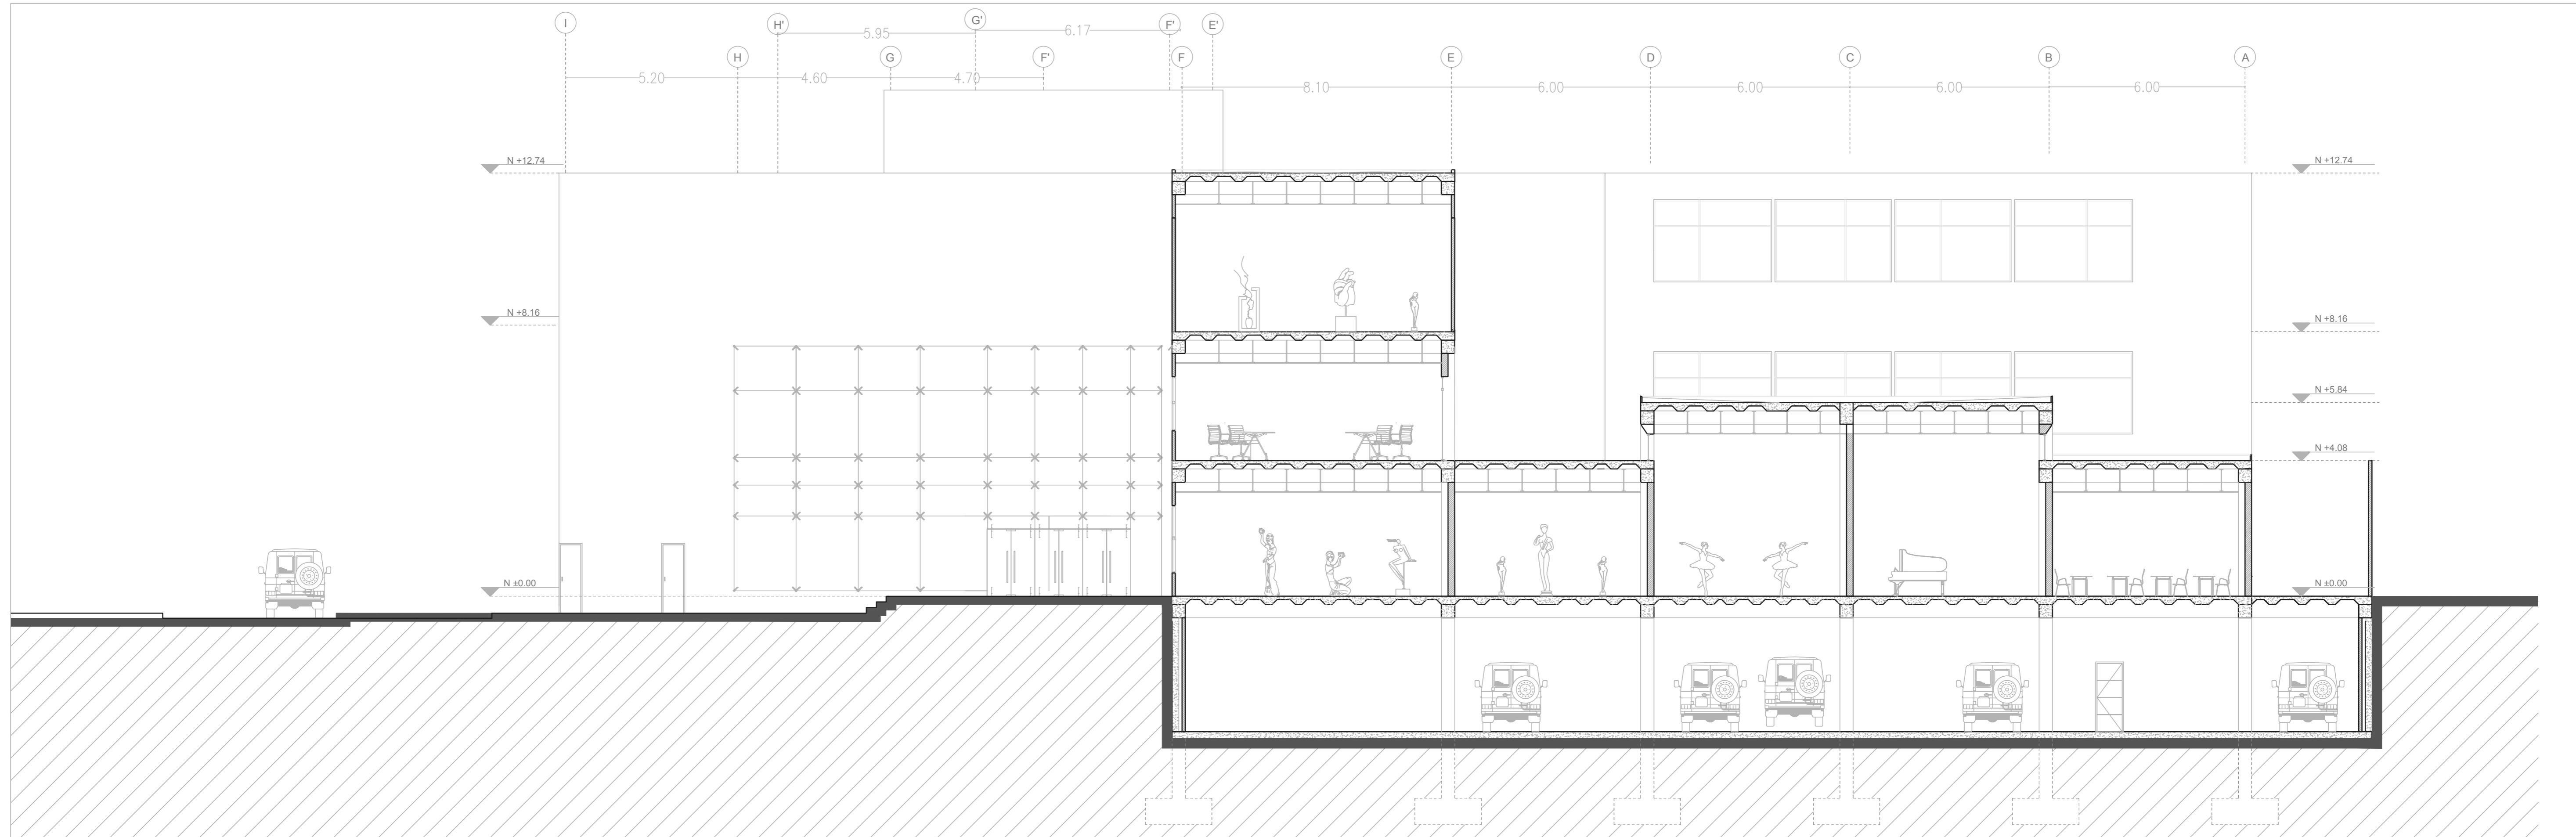 I
H'
G'
F'
E'
5.95
6.17
H
G
F'
F
E
D
C
B
A
5.20
4.60
4.70
8.10
6.00
6.00
6.00
6.00
N +12.74
N +12.74
N +8.16
N +8.16
N +5.84
N +4.08
N ±0.00
N ±0.00